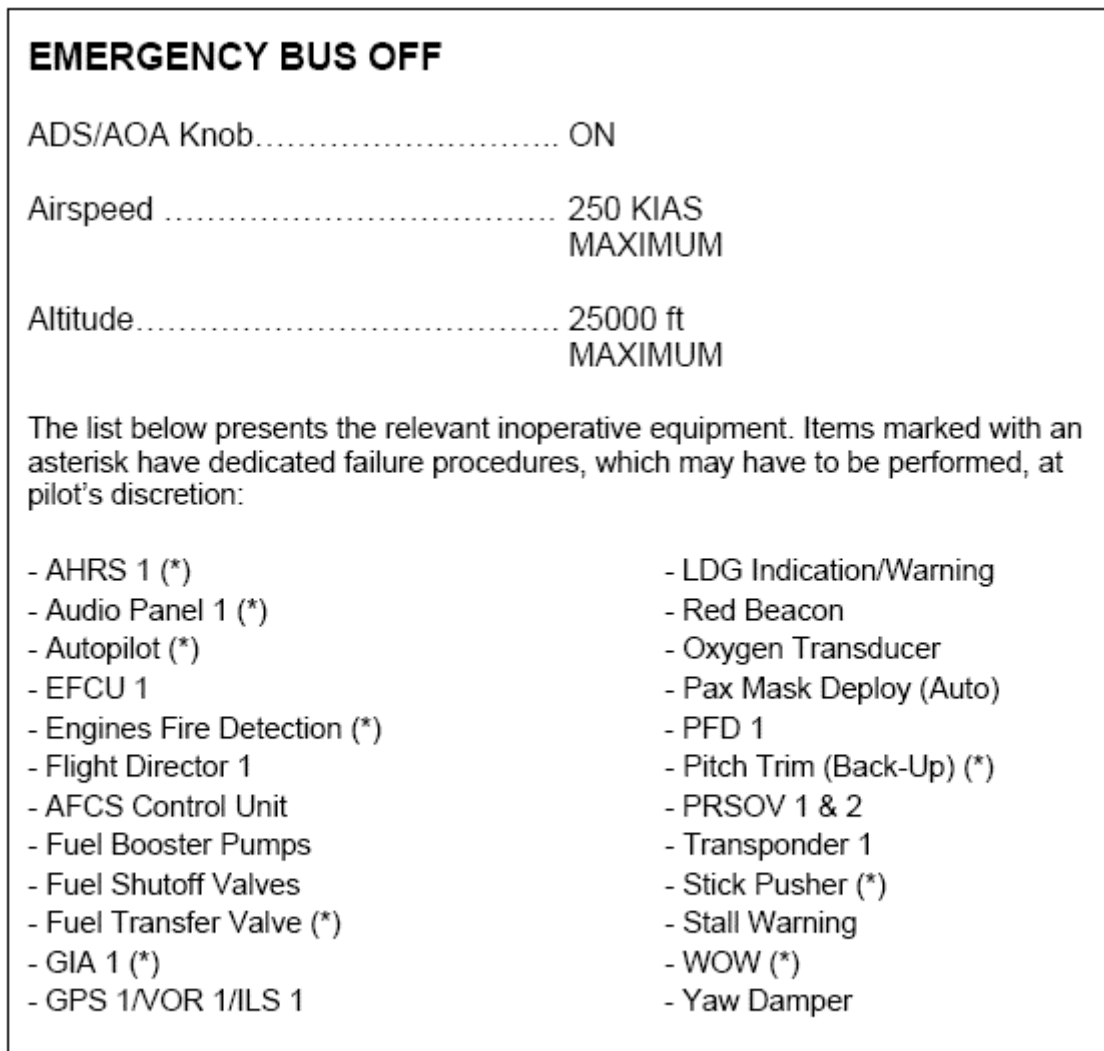 EMERGENCY BUS OFF
ADS/AOA Knob............................. ON
Airspeed ..................................... 250 KIAS
MAXIMUM
Altitude........................................ 25000 ft
MAXIMUM
The list below presents the relevant inoperative equipment. Items marked with an
asterisk have dedicated failure procedures, which may have to be performed, at
pilot’s discretion:
- AHRS 1 (*)
- Audio Panel 1 (*)
- Autopilot (*)
- EFCU 1
- Engines Fire Detection (*)
- Flight Director 1
- AFCS Control Unit
- Fuel Booster Pumps
- Fuel Shutoff Valves
- Fuel Transfer Valve (*)
- GIA 1 (*)
- GPS 1/VOR 1/ILS 1
- LDG Indication/Warning
- Red Beacon
- Oxygen Transducer
- Pax Mask Deploy (Auto)
- PFD 1
- Pitch Trim (Back-Up) (*)
- PRSOV 1 & 2
- Transponder 1
- Stick Pusher (*)
- Stall Warning
- WOW (*)
- Yaw Damper